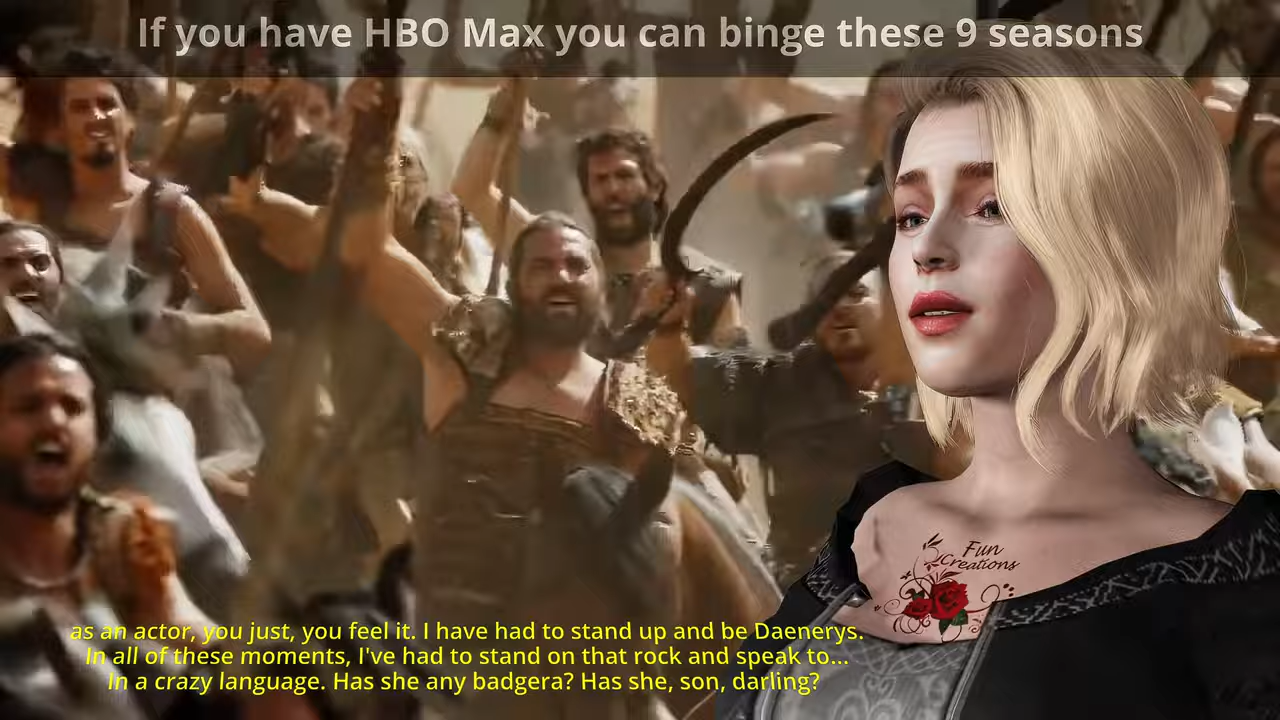 If you have HBO Max you can binge these 9 seasons
Fun
Creations
as an actor, you just, you feel it. I have had to stand up and be Daenerys.
In all of these moments, I've had to stand on that rock and speak to...
In a crazy language. Has she any badgera? Has she, son, darling?